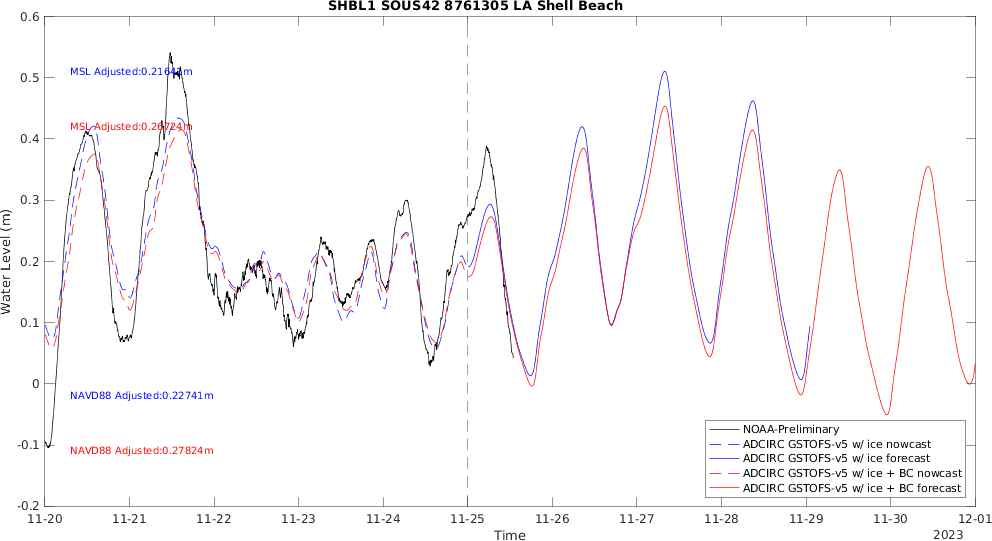 SHBL1 SOUS42 8761305 LA Shell Beach
0.6
0.5
0.4
0.3
0.2
0.1
0
-0.1
-0.2
Water Level (m)
MSL Adjusted:0.21641m
MSL Adjusted:0.26724m
NAVD88 Adjusted:0.22741m
NAVD88 Adjusted:0.27824m
NOAA-Preliminary
ADCIRC GSTOFS-v5 w/ ice nowcast
ADCIRC GSTOFS-v5 w/ ice forecast
ADCIRC GSTOFS-v5 w/ ice + BC nowcast
ADCIRC GSTOFS-v5 w/ ice + BC forecast
11-20 11-21 11-22 11-23 11-24 11-25 11-26 11-27 11-28 11-29 11-30 12-01
Time
2023